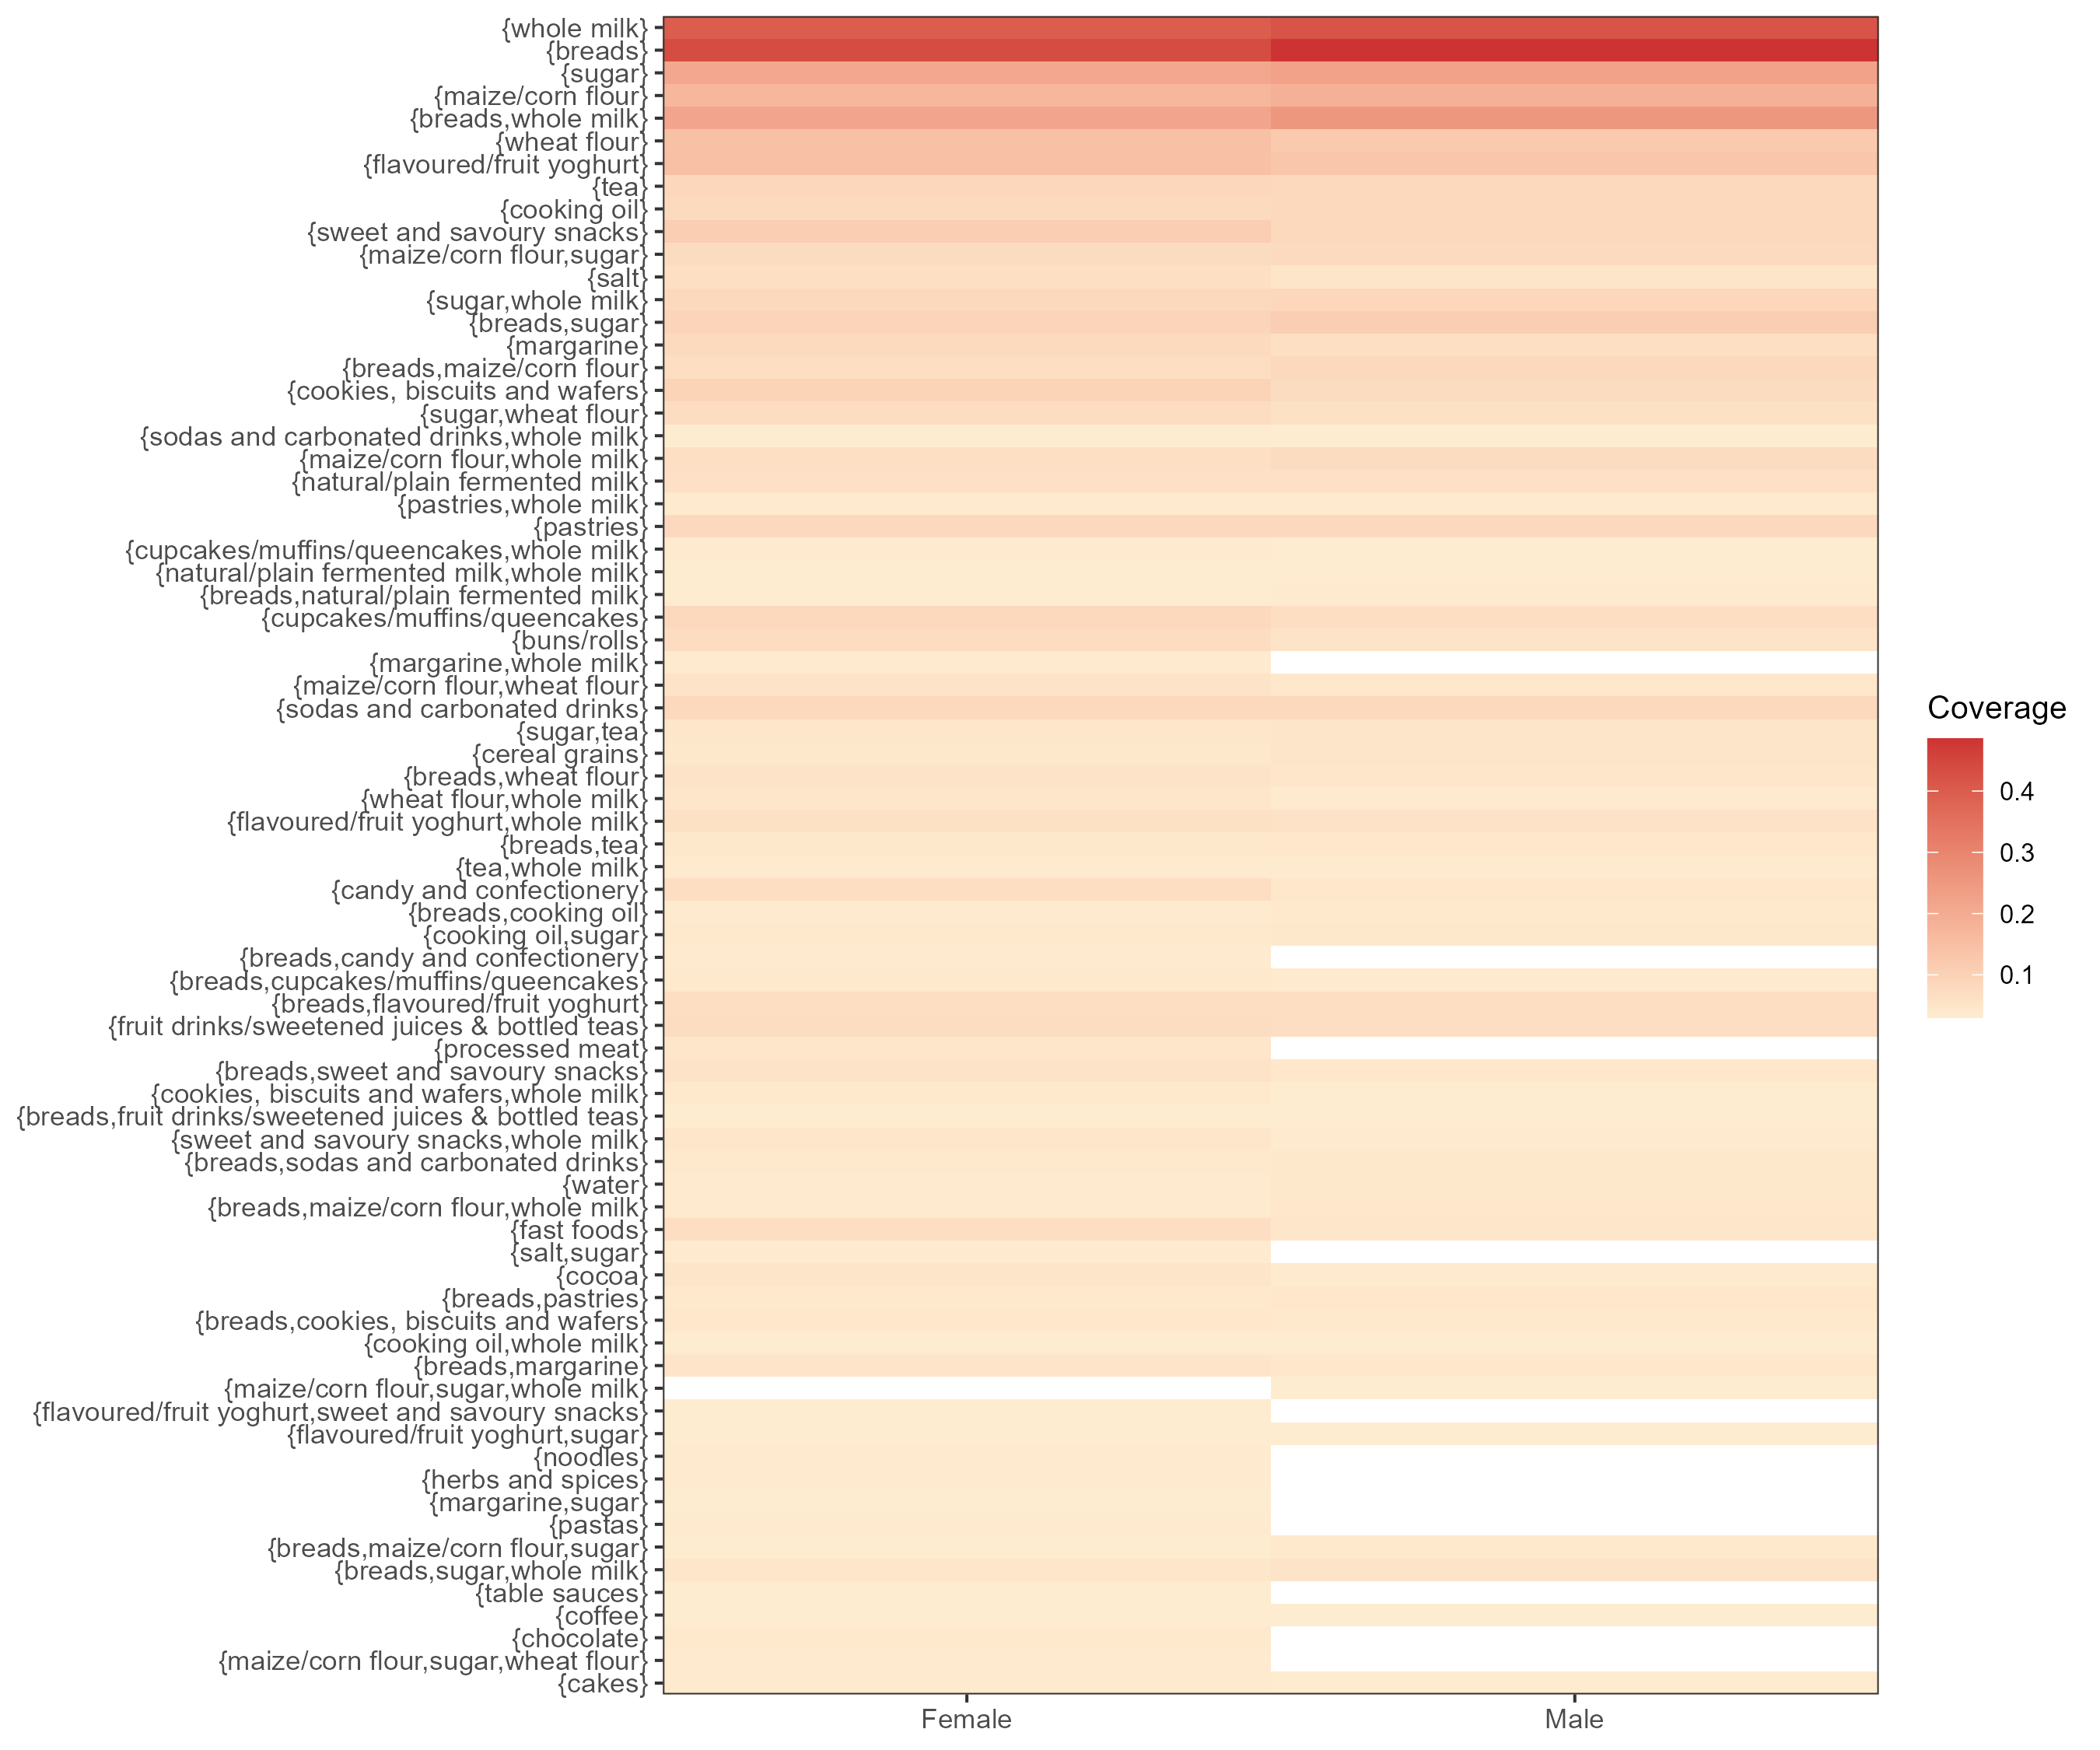 {whole milk}
{breads}
{sugar}
{maize/corn flour}
{breads,whole milk}
{wheat flour}
{flavoured/fruit yoghurt}
{tea}
{cooking oil}
{sweet and savoury snacks}
{maize/corn flour,sugar}
{salt}
{sugar,whole milk}
{breads,sugar}
{margarine}
{breads,maize/corn flour}
{cookies, biscuits and wafers}
{sugar,wheat flour}
{sodas and carbonated drinks,whole milk}
{maize/corn flour,whole milk}
{natural/plain fermented milk}
{pastries,whole milk}
{pastries}
{cupcakes/muffins/queencakes,whole milk}
{natural/plain fermented milk,whole milk}
{breads,natural/plain fermented milk}
{cupcakes/muffins/queencakes}
{buns/rolls}
{margarine,whole milk}
{maize/corn flour,wheat flour}
{sodas and carbonated drinks}
{sugar,tea}
{cereal grains}
{breads,wheat flour}
{wheat flour,whole milk}
{flavoured/fruit yoghurt,whole milk}
{breads,tea}
{tea,whole milk}
{candy and confectionery}
{breads,cooking oil}
{cooking oil,sugar}
{breads,candy and confectionery}
{breads,cupcakes/muffins/queencakes}
{breads,flavoured/fruit yoghurt}
{fruit drinks/sweetened juices & bottled teas}
{processed meat}
{breads,sweet and savoury snacks}
{cookies, biscuits and wafers,whole milk}
{breads,fruit drinks/sweetened juices & bottled teas}
{sweet and savoury snacks,whole milk}
{breads,sodas and carbonated drinks}
{water}
{breads,maize/corn flour,whole milk}
{fast foods}
{salt,sugar}
{cocoa}
{breads,pastries}
{breads,cookies, biscuits and wafers}
{cooking oil,whole milk}
{breads,margarine}
{maize/corn flour,sugar,whole milk}
{flavoured/fruit yoghurt,sweet and savoury snacks}
{flavoured/fruit yoghurt,sugar}
{noodles}
{herbs and spices}
{margarine,sugar}
{pastas}
{breads,maize/corn flour,sugar}
{breads,sugar,whole milk}
{table sauces}
{coffee}
{chocolate}
{maize/corn flour,sugar,wheat flour}
{cakes}
Female
Male
Coverage
0.4
0.3
0.2
0.1